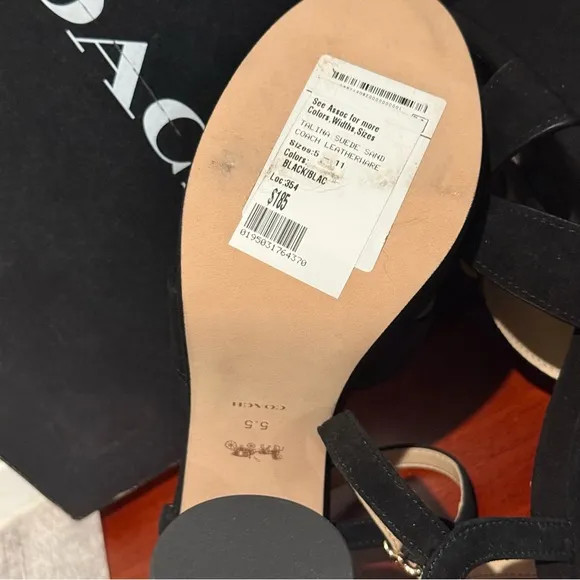 COACH
See Assoc for more
Colors,Widths,Sizes
TALINA SUEDE SAND
COACH LEATHERWARE
Sizes:5 11
Colors:
BLACK/BLAC
Loc:354
$185
0195031764370
COACH
5.5